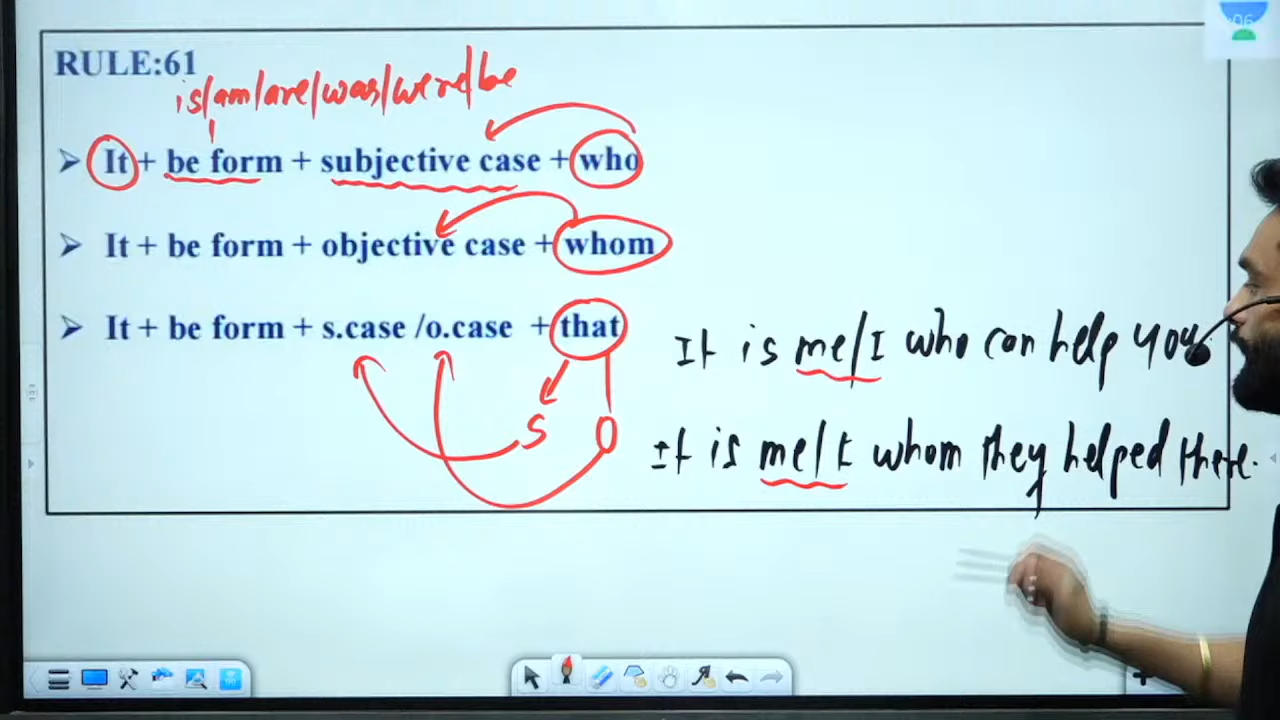 RULE:61
is/am/are/was/were/be
➤ It + be form + subjective case + who
➤ It + be form + objective case + whom
➤ It + be form + s.case /o.case + that
S O
It is me/I who can help you
It is me/I whom they helped there.